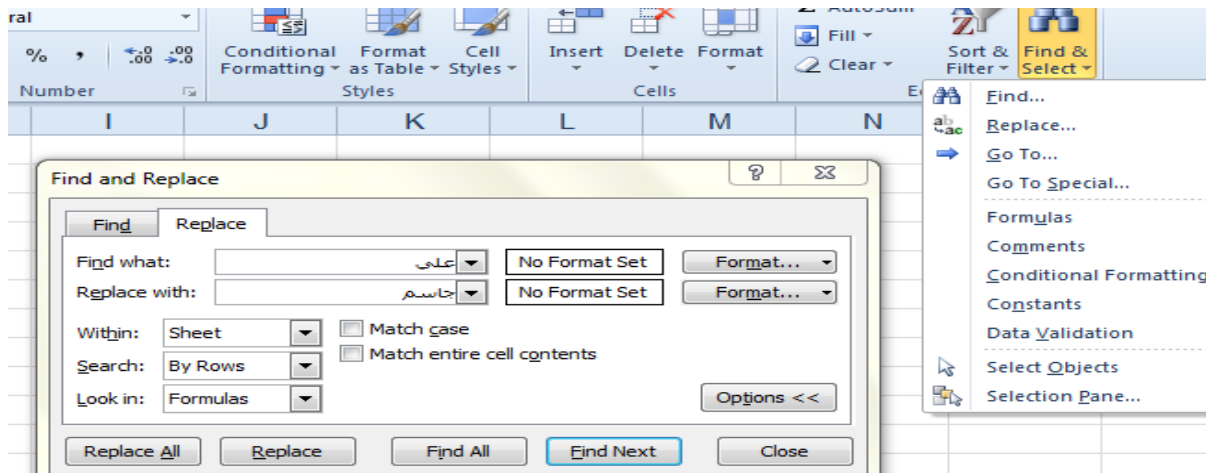 ral
AutoSum
% , .00 .00
Conditional Formatting
Format as Table
Cell Styles
Insert
Delete
Format
Fill
Clear
Sort & Filter
Find & Select
Number
Styles
Cells
I J K L M N
Find...
Replace...
Go To...
Go To Special...
Formulas
Comments
Conditional Formatting
Constants
Data Validation
Select Objects
Selection Pane...
Find and Replace
Find Replace
Find what: علي No Format Set Format...
Replace with: جاسم No Format Set Format...
Within: Sheet Match case
Match entire cell contents
Search: By Rows
Look in: Formulas Options <<
Replace All Replace Find All Find Next Close